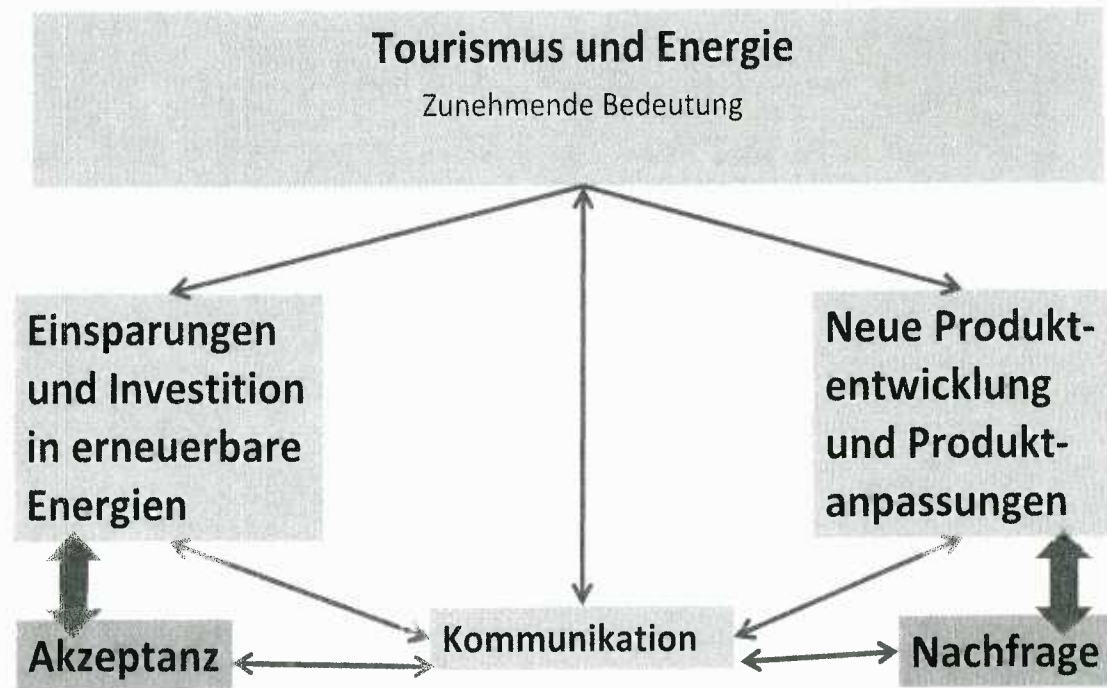 Tourismus und Energie
Zunehmende Bedeutung
Einsparungen
und Investition
in erneuerbare
Energien
Neue Produkt-
entwicklung
und Produkt-
anpassungen
Akzeptanz
Kommunikation
Nachfrage